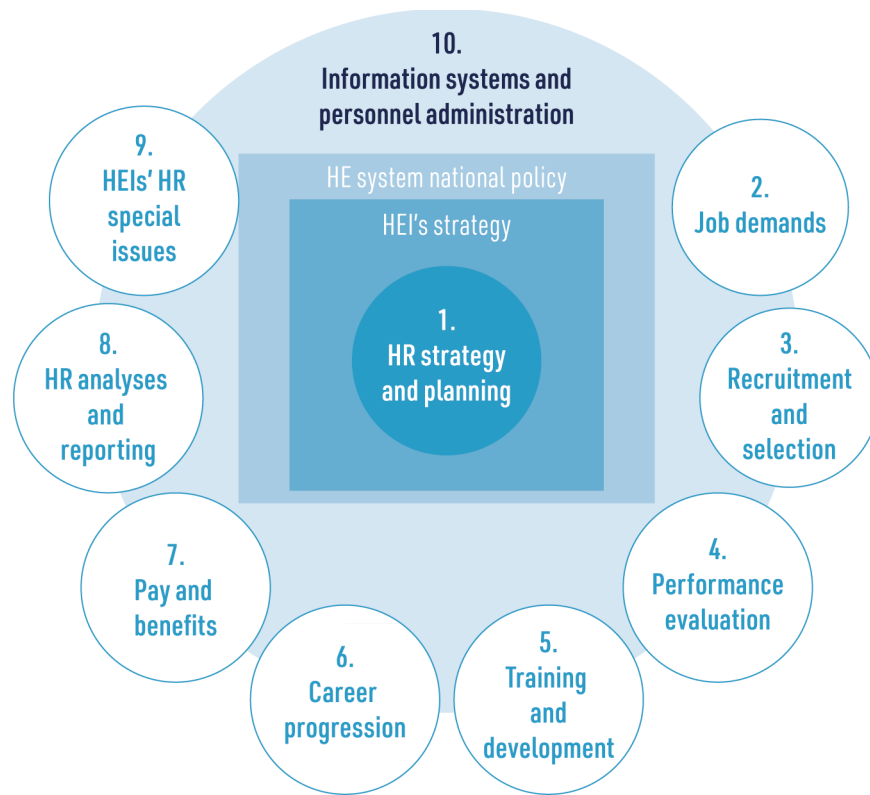 10.
Information systems and
personnel administration
HE system national policy
HEI's strategy
1.
HR strategy
and planning
2.
Job demands
3.
Recruitment
and
selection
4.
Performance
evaluation
5.
Training
and
development
6.
Career
progression
7.
Pay and
benefits
8.
HR analyses
and
reporting
9.
HEIs' HR
special
issues